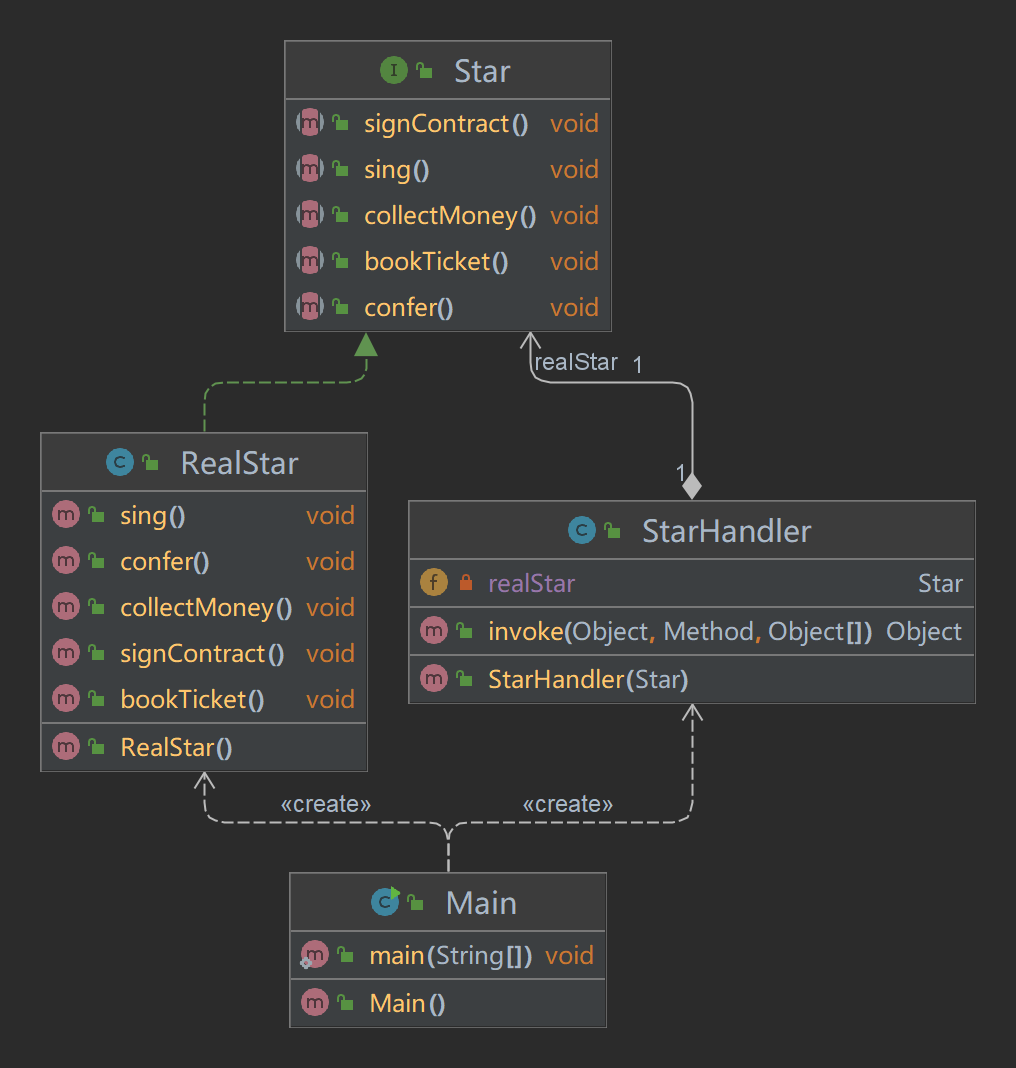 I Star
m signContract() void
m sing() void
m collectMoney() void
m bookTicket() void
m confer() void
realStar 1
C RealStar
m sing() void
m confer() void
m collectMoney() void
m signContract() void
m bookTicket() void
m RealStar()
1
C StarHandler
f realStar Star
m invoke(Object, Method, Object[]) Object
m StarHandler(Star)
«create» «create»
C Main
m main(String[]) void
m Main()